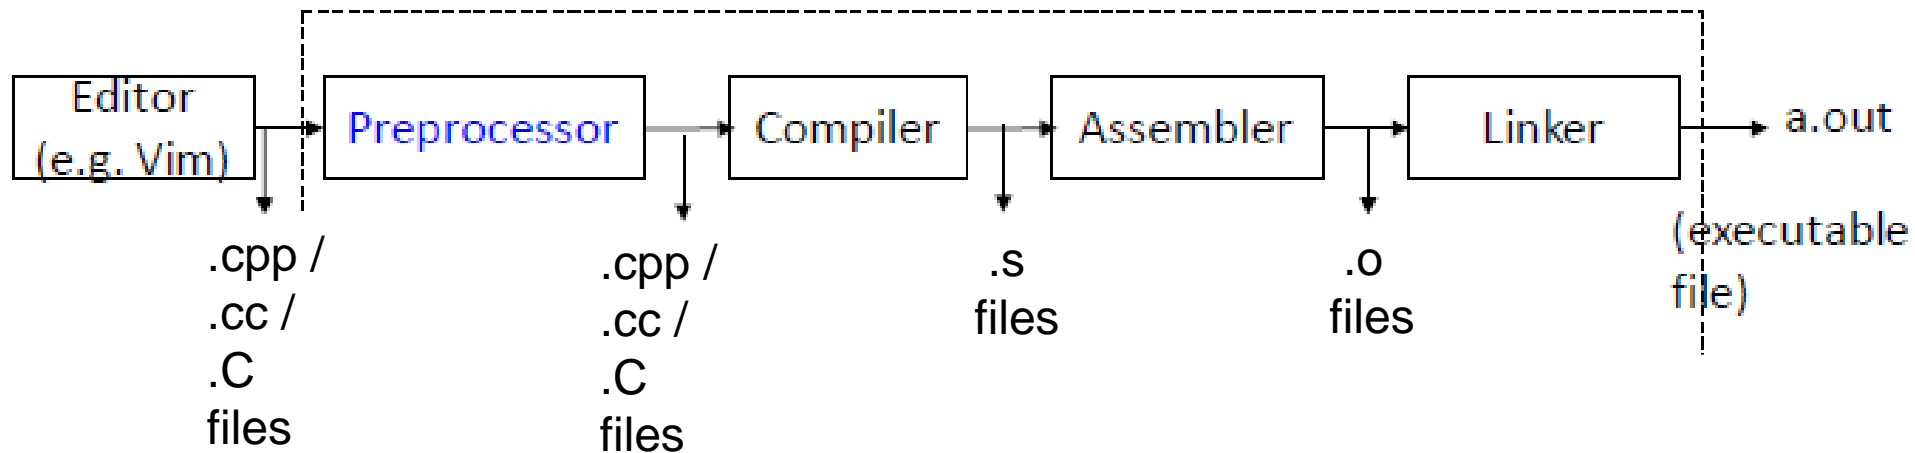 Editor
(e.g. Vim)
Preprocessor
Compiler
Assembler
Linker
a.out
(executable
file)
.cpp /
.cc /
.C
files
.cpp /
.cc /
.C
files
.s
files
.o
files